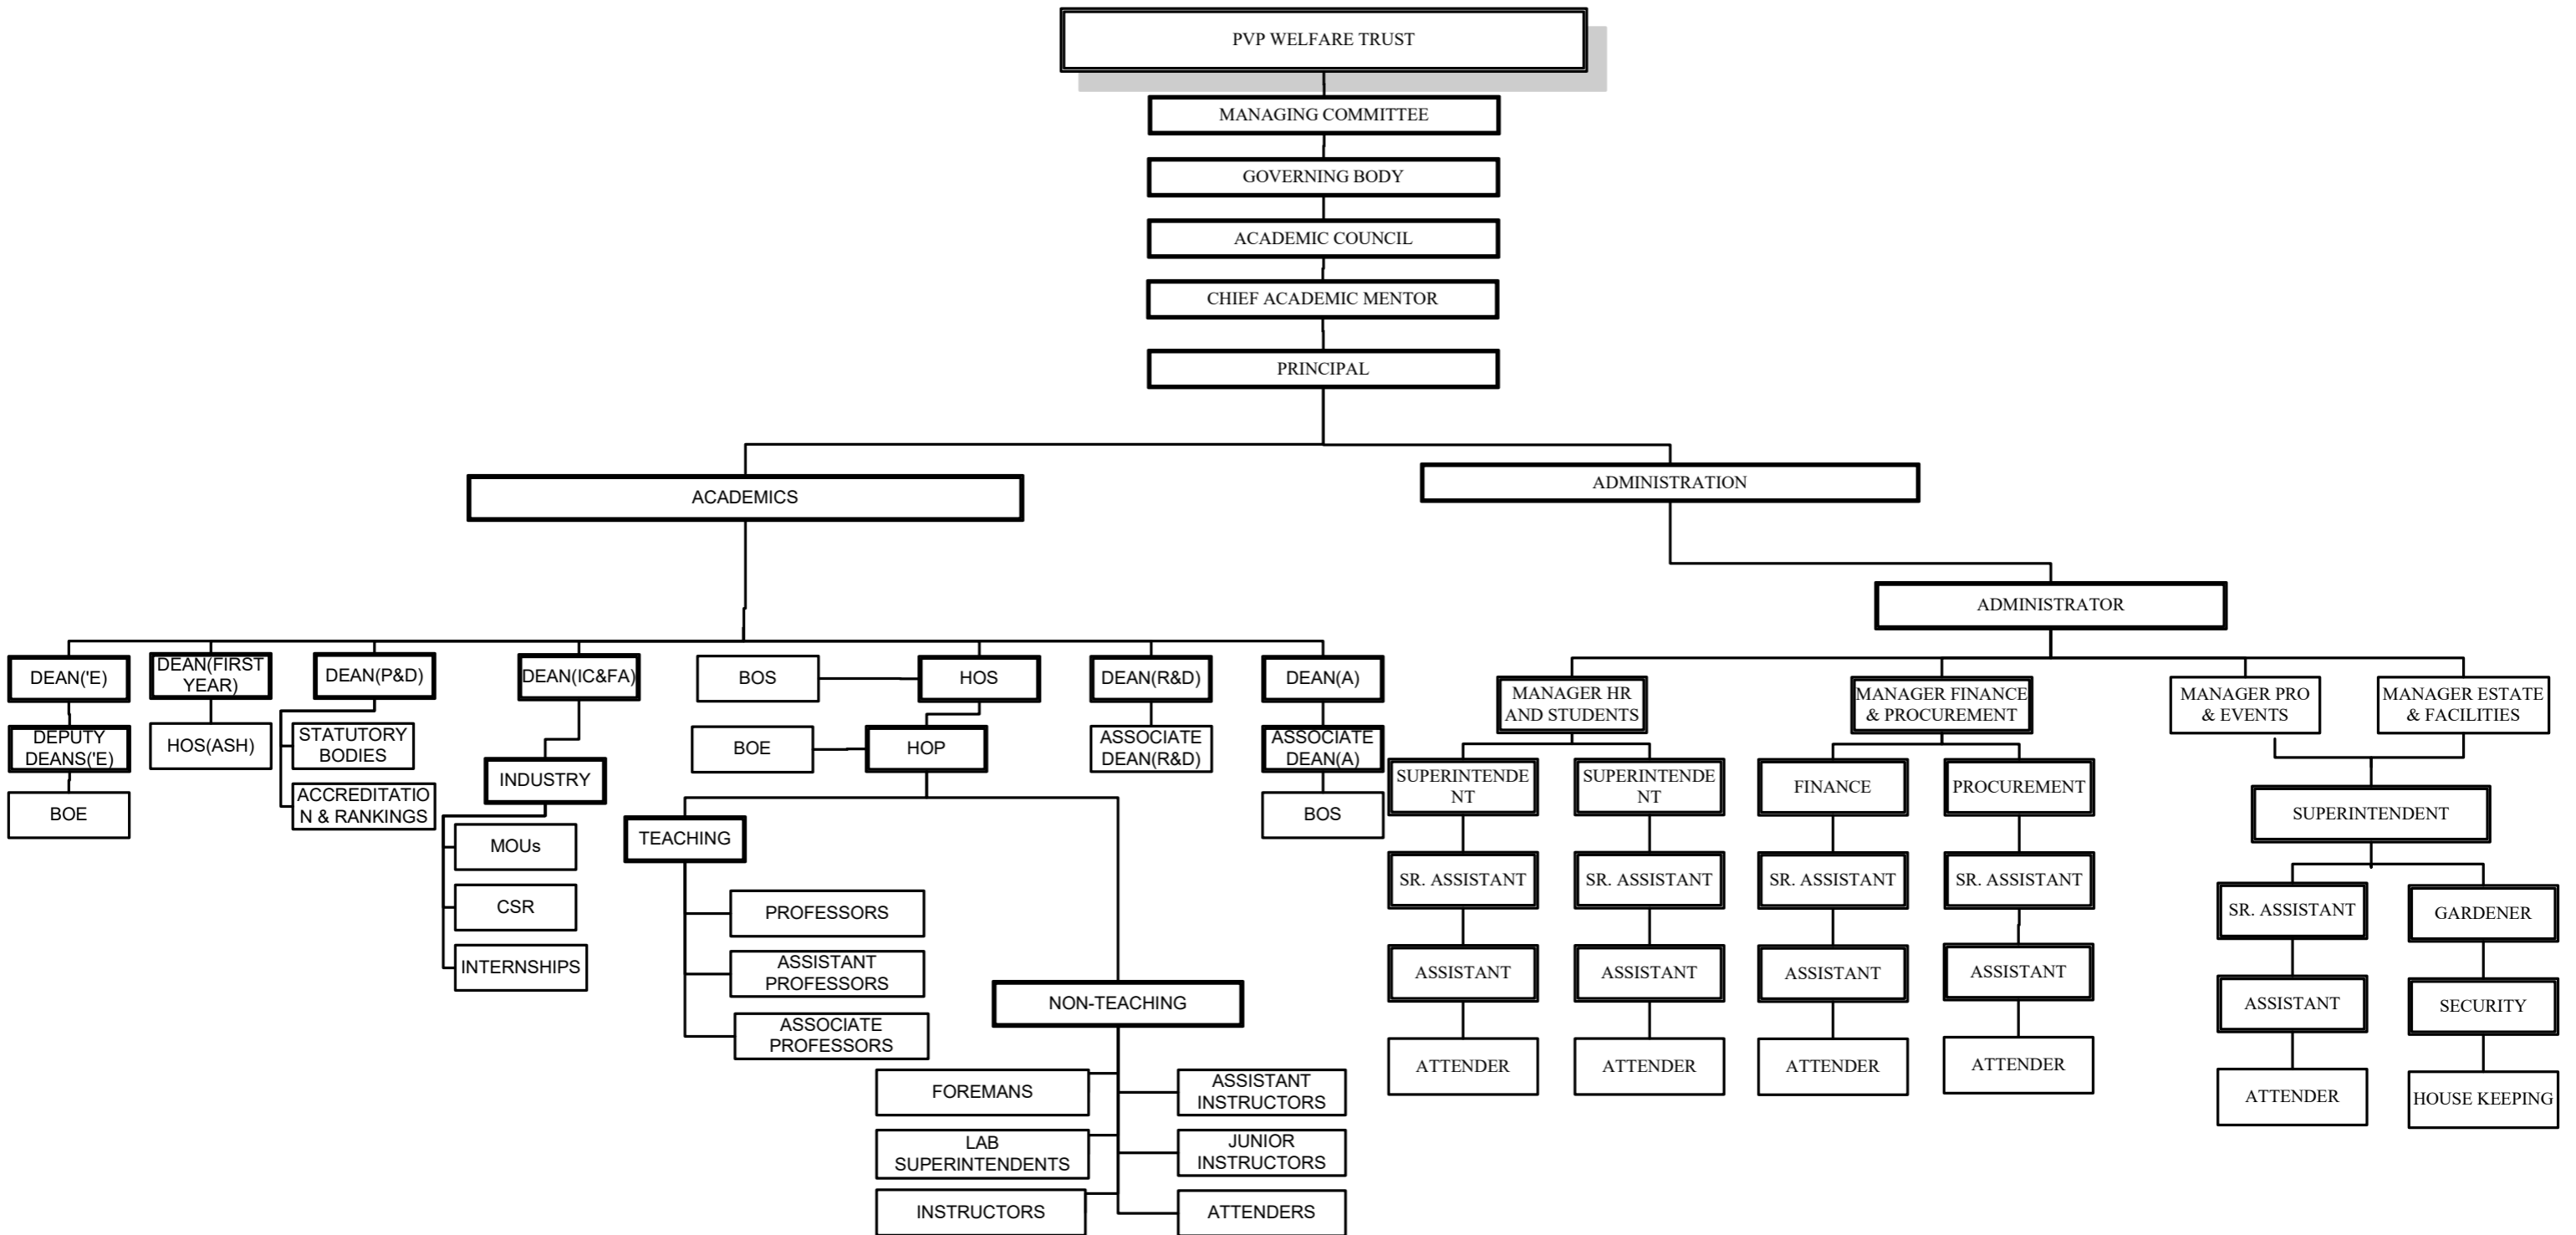 PVP WELFARE TRUST
MANAGING COMMITTEE
GOVERNING BODY
ACADEMIC COUNCIL
CHIEF ACADEMIC MENTOR
PRINCIPAL
ACADEMICS
ADMINISTRATION
ADMINISTRATOR
DEAN('E)
DEPUTY
DEANS('E)
BOE
DEAN(FIRST
YEAR)
HOS(ASH)
DEAN(P&D)
STATUTORY
BODIES
ACCREDITATIO
N & RANKINGS
DEAN(IC&FA)
INDUSTRY
MOUs
CSR
INTERNSHIPS
BOS
HOS
BOE
HOP
TEACHING
PROFESSORS
ASSISTANT
PROFESSORS
ASSOCIATE
PROFESSORS
NON-TEACHING
FOREMANS
LAB
SUPERINTENDENTS
INSTRUCTORS
ASSISTANT
INSTRUCTORS
JUNIOR
INSTRUCTORS
ATTENDERS
DEAN(R&D)
ASSOCIATE
DEAN(R&D)
DEAN(A)
ASSOCIATE
DEAN(A)
BOS
MANAGER HR
AND STUDENTS
SUPERINTENDE
NT
SR. ASSISTANT
ASSISTANT
ATTENDER
SUPERINTENDE
NT
SR. ASSISTANT
ASSISTANT
ATTENDER
MANAGER FINANCE
& PROCUREMENT
FINANCE
SR. ASSISTANT
ASSISTANT
ATTENDER
PROCUREMENT
SR. ASSISTANT
ASSISTANT
ATTENDER
MANAGER PRO
& EVENTS
MANAGER ESTATE
& FACILITIES
SUPERINTENDENT
SR. ASSISTANT
ASSISTANT
ATTENDER
GARDENER
SECURITY
HOUSE KEEPING